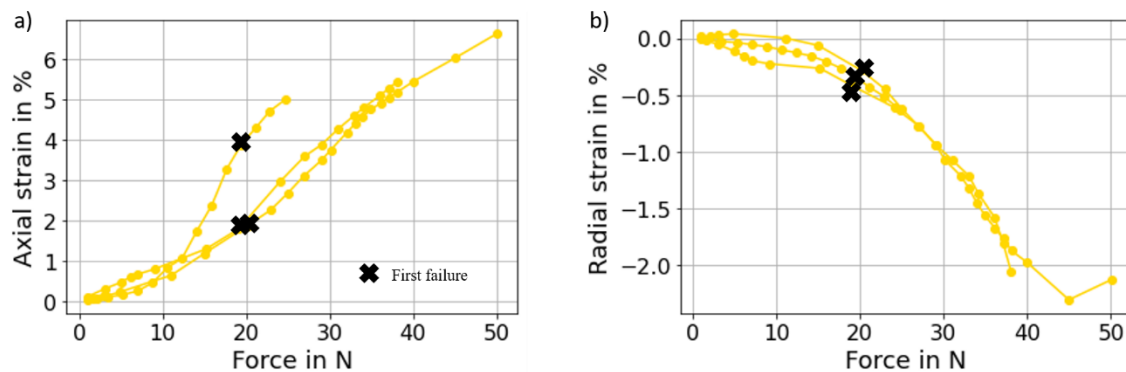 a)
Axial strain in %
6
5
4
3
2
1
0
First failure
0 10 20 30 40 50
Force in N
b)
Radial strain in %
0.0
−0.5
−1.0
−1.5
−2.0
0 10 20 30 40 50
Force in N